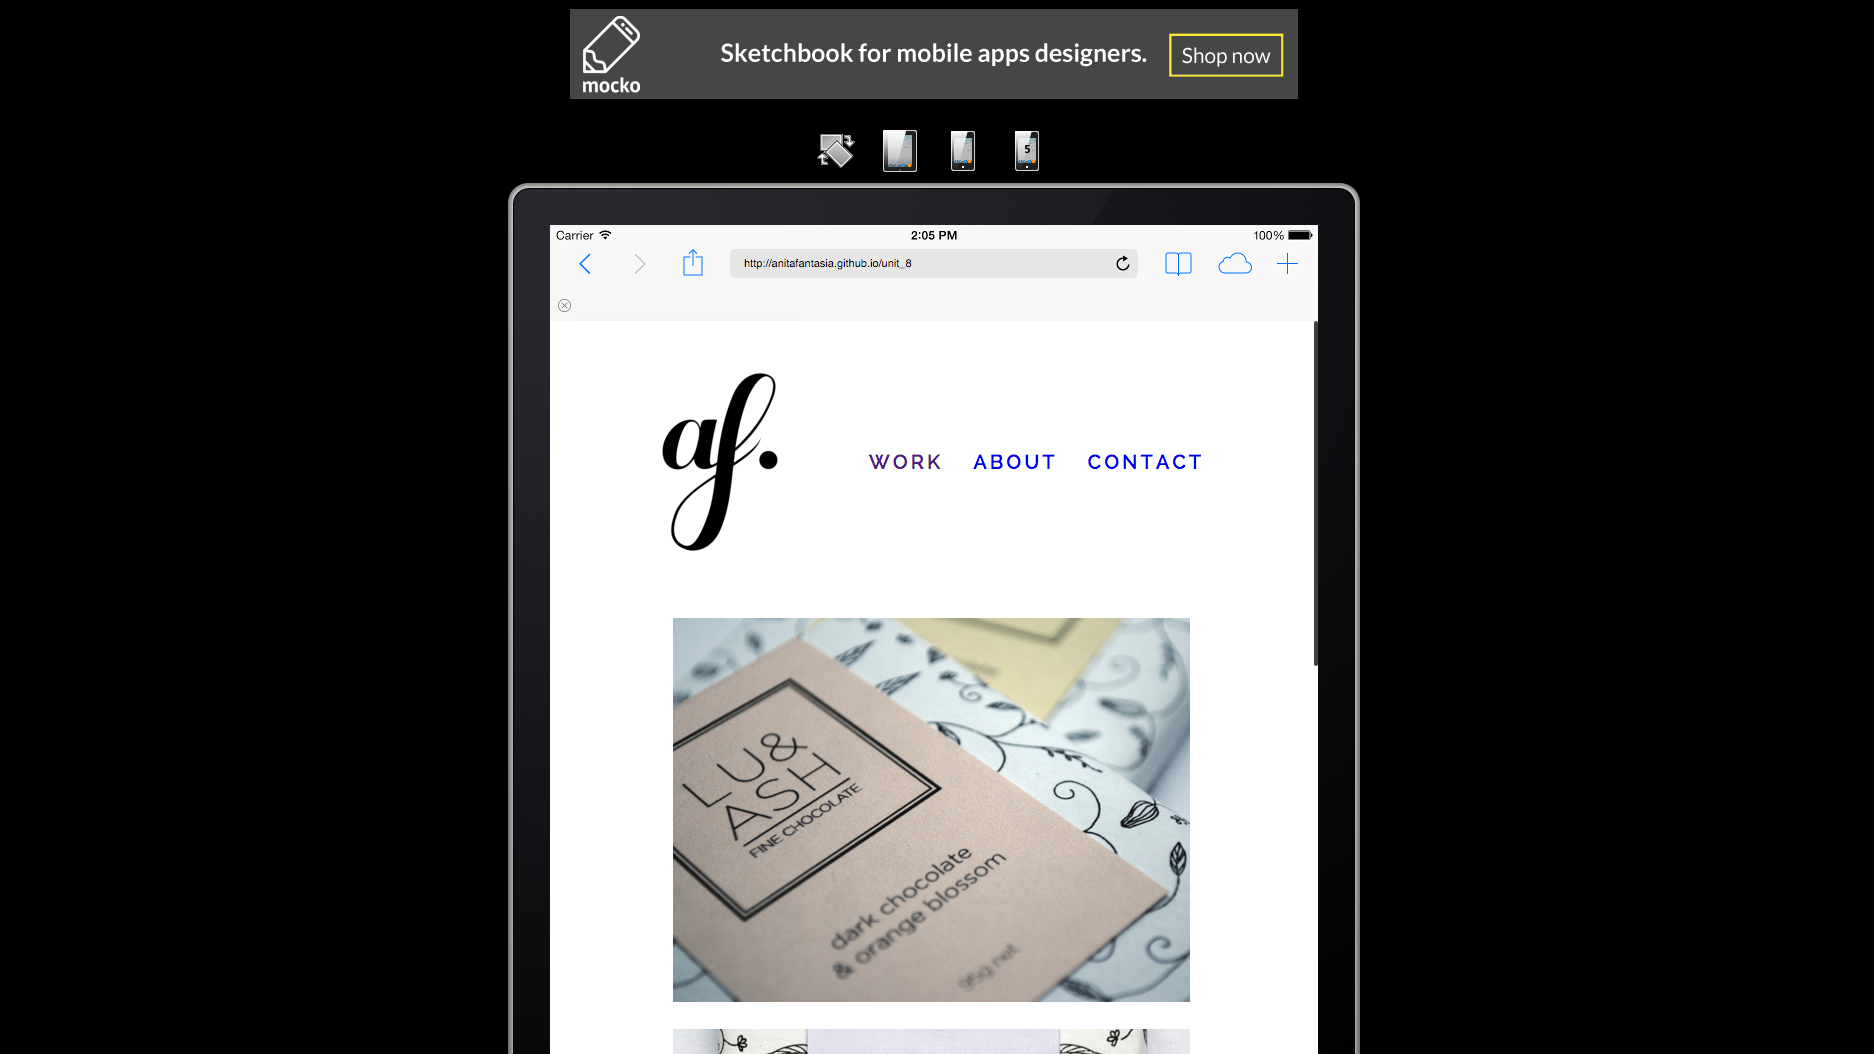 mocko
Sketchbook for mobile apps designers.
Shop now
5
Carrier
2:05 PM
100%
http://anitafantasia.github.io/unit_8
af.
WORK ABOUT CONTACT
LU&
ASH
FINE CHOCOLATE
dark chocolate
& orange blossom
95g net